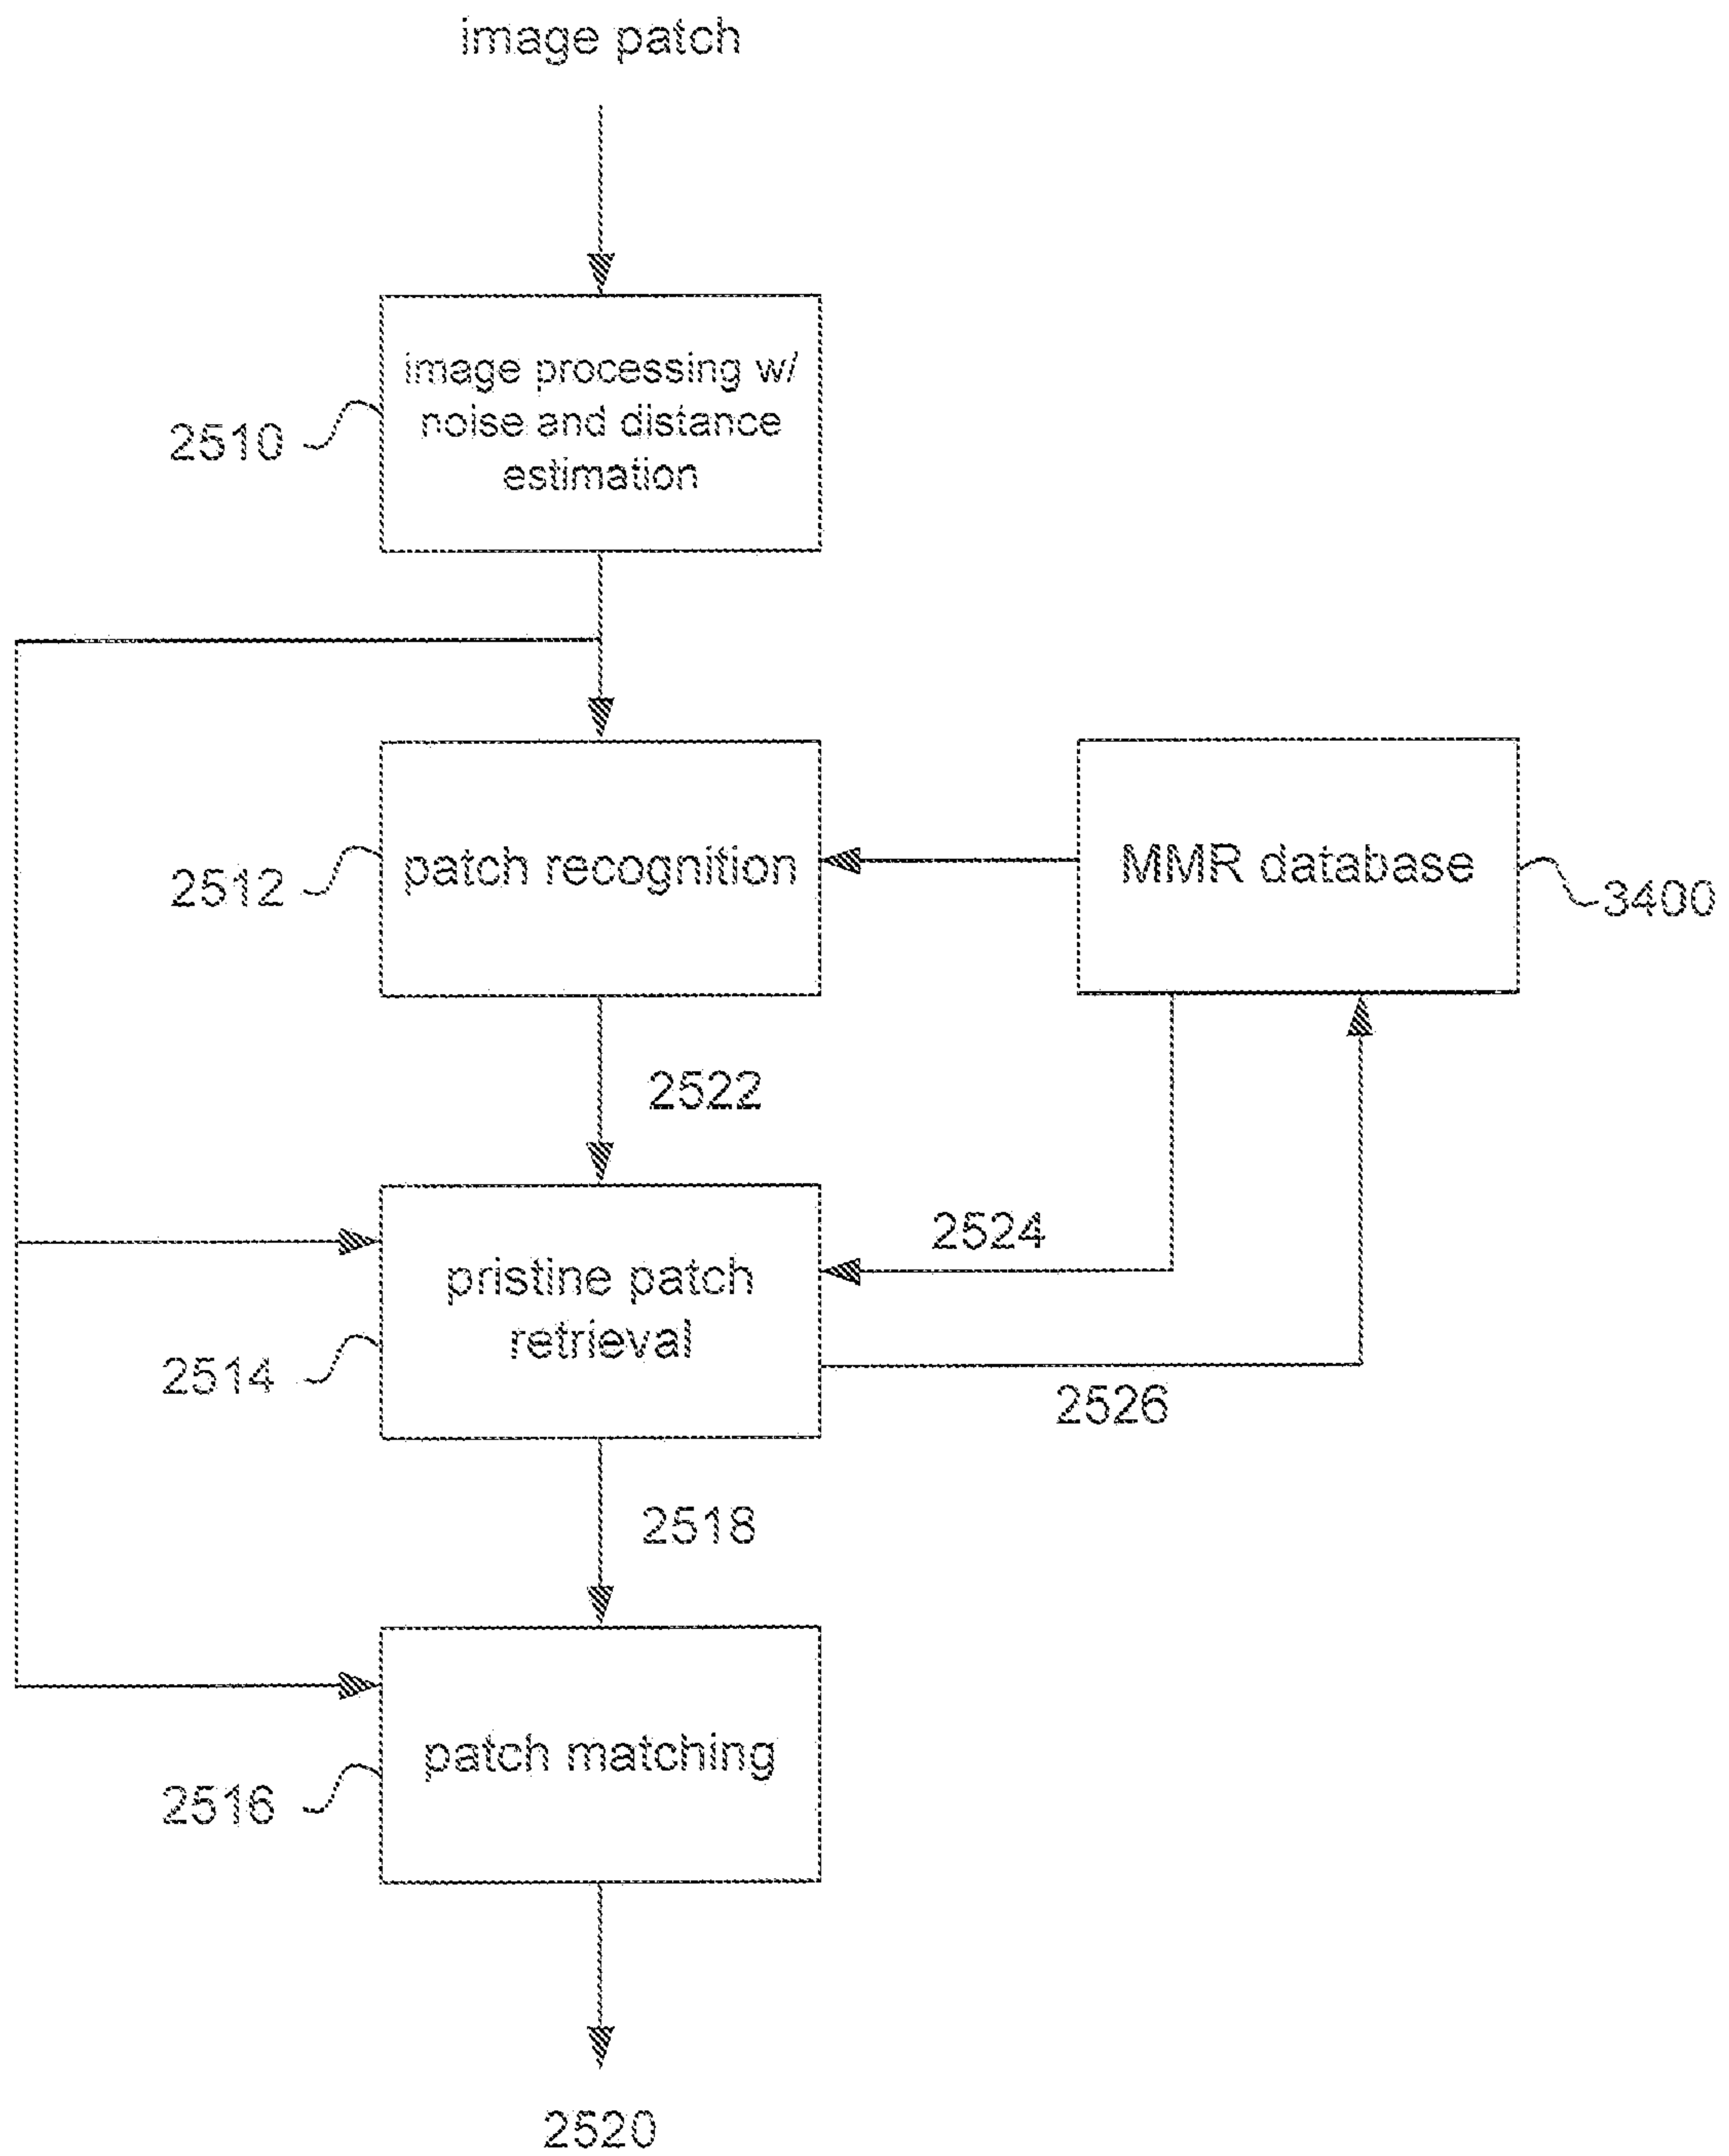 image patch
image processing w/
noise and distance
estimation
2510
patch recognition
2512
MMR database
3400
2522
2524
pristine patch
retrieval
2514
2526
2518
patch matching
2516
2520